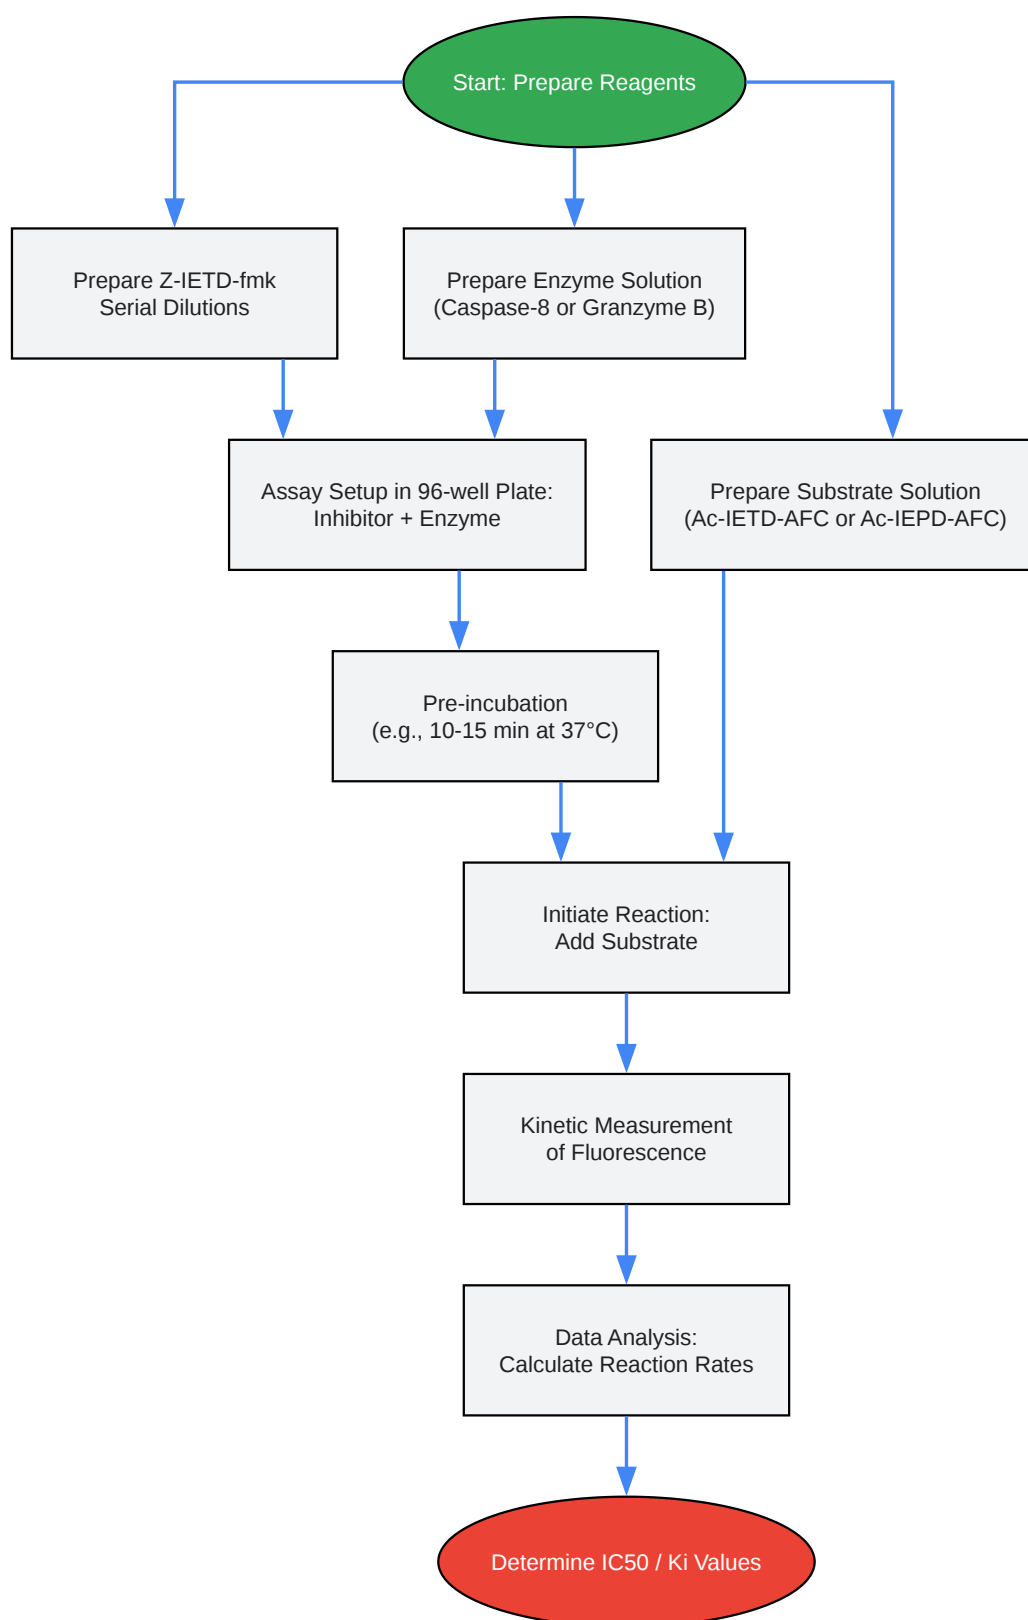 Start: Prepare Reagents
Prepare Z-IETD-fmk
Serial Dilutions
Prepare Enzyme Solution
(Caspase-8 or Granzyme B)
Assay Setup in 96-well Plate:
Inhibitor + Enzyme
Prepare Substrate Solution
(Ac-IETD-AFC or Ac-IEPD-AFC)
Pre-incubation
(e.g., 10-15 min at 37°C)
Initiate Reaction:
Add Substrate
Kinetic Measurement
of Fluorescence
Data Analysis:
Calculate Reaction Rates
Determine IC50 / Ki Values